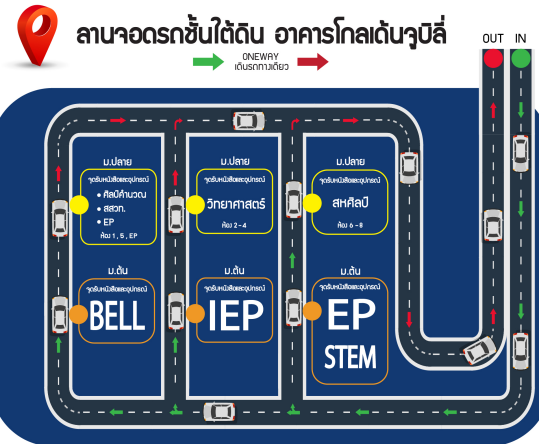 ลานจอดรถชั้นใต้ดิน อาคารโกลเด้นจูบิลี่
ONEWAY
เดินรถทางเดียว
OUT IN
ม.ปลาย
จุดรับหนังสือและอุปกรณ์
• ศิลป์คำนวณ
• สสวท.
• EP
ห้อง 1, 5, EP
ม.ปลาย
จุดรับหนังสือและอุปกรณ์
วิทยาศาสตร์
ห้อง 2-4
ม.ปลาย
จุดรับหนังสือและอุปกรณ์
สหศิลป์
ห้อง 6-8
ม.ต้น
จุดรับหนังสือและอุปกรณ์
BELL
ม.ต้น
จุดรับหนังสือและอุปกรณ์
IEP
ม.ต้น
จุดรับหนังสือและอุปกรณ์
EP
STEM